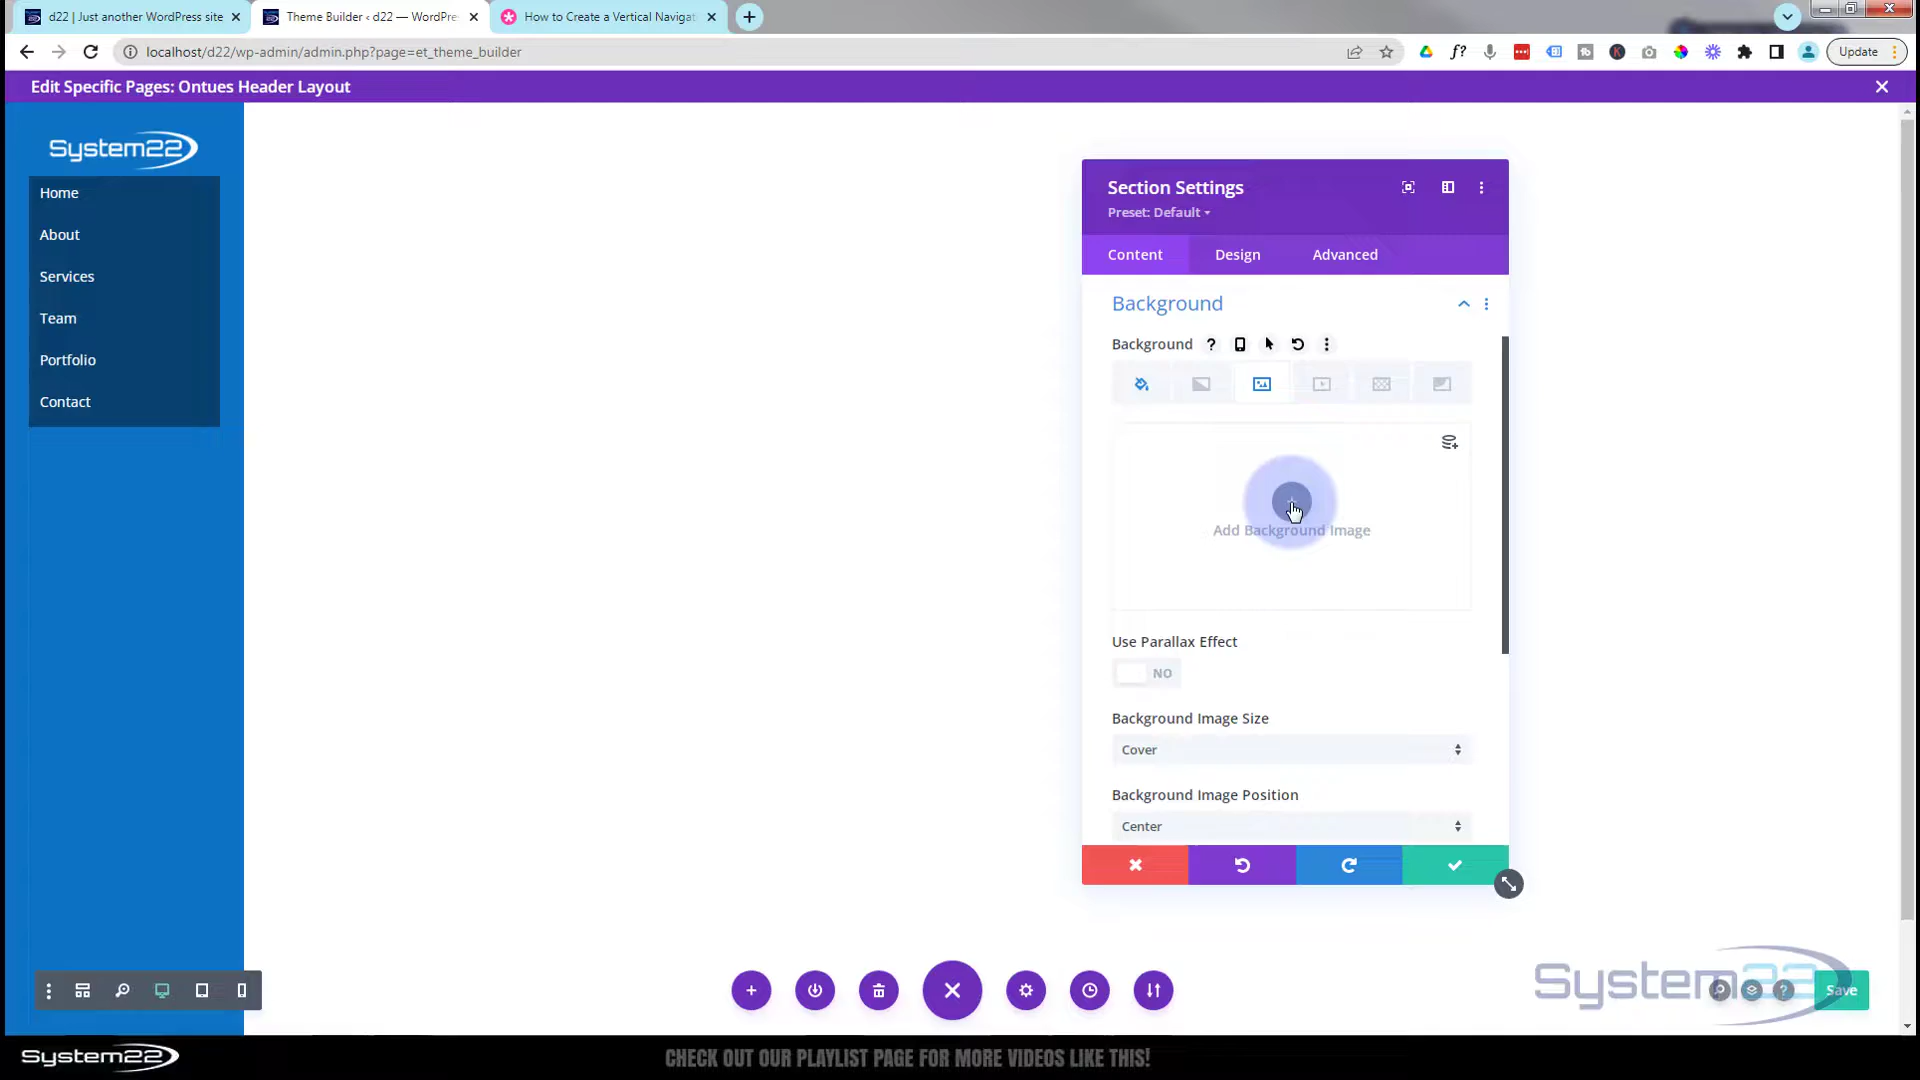 d22 | Just another WordPress site
Theme Builder ‹ d22 — WordPre
How to Create a Vertical Navigat
localhost/d22/wp-admin/admin.php?page=et_theme_builder
Update
Edit Specific Pages: Ontues Header Layout
System22
Home
About
Services
Team
Portfolio
Contact
Section Settings
Preset: Default
Content
Design
Advanced
Background
Background
Add Background Image
Use Parallax Effect
NO
Background Image Size
Cover
Background Image Position
Center
System22
Save
System22
CHECK OUT OUR PLAYLIST PAGE FOR MORE VIDEOS LIKE THIS!